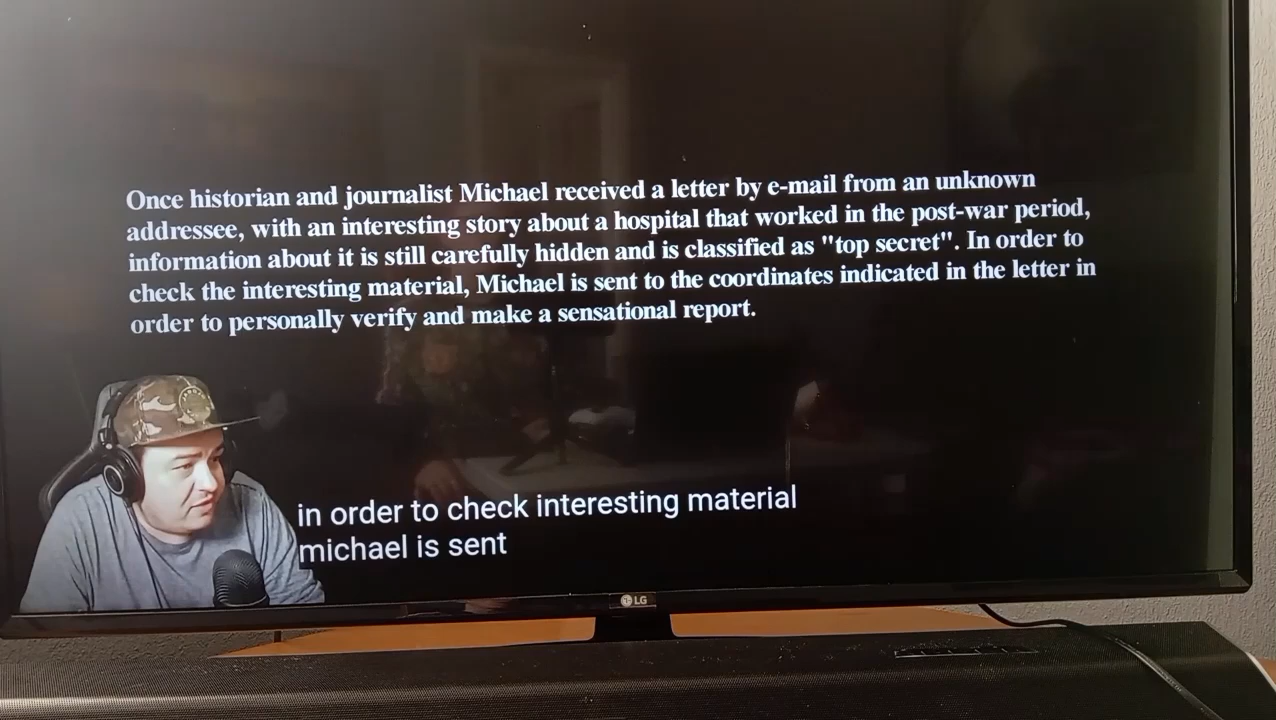 Once historian and journalist Michael received a letter by e-mail from an unknown
addressee, with an interesting story about a hospital that worked in the post-war period,
information about it is still carefully hidden and is classified as "top secret". In order to
check the interesting material, Michael is sent to the coordinates indicated in the letter in
order to personally verify and make a sensational report.
in order to check interesting material
michael is sent
LG